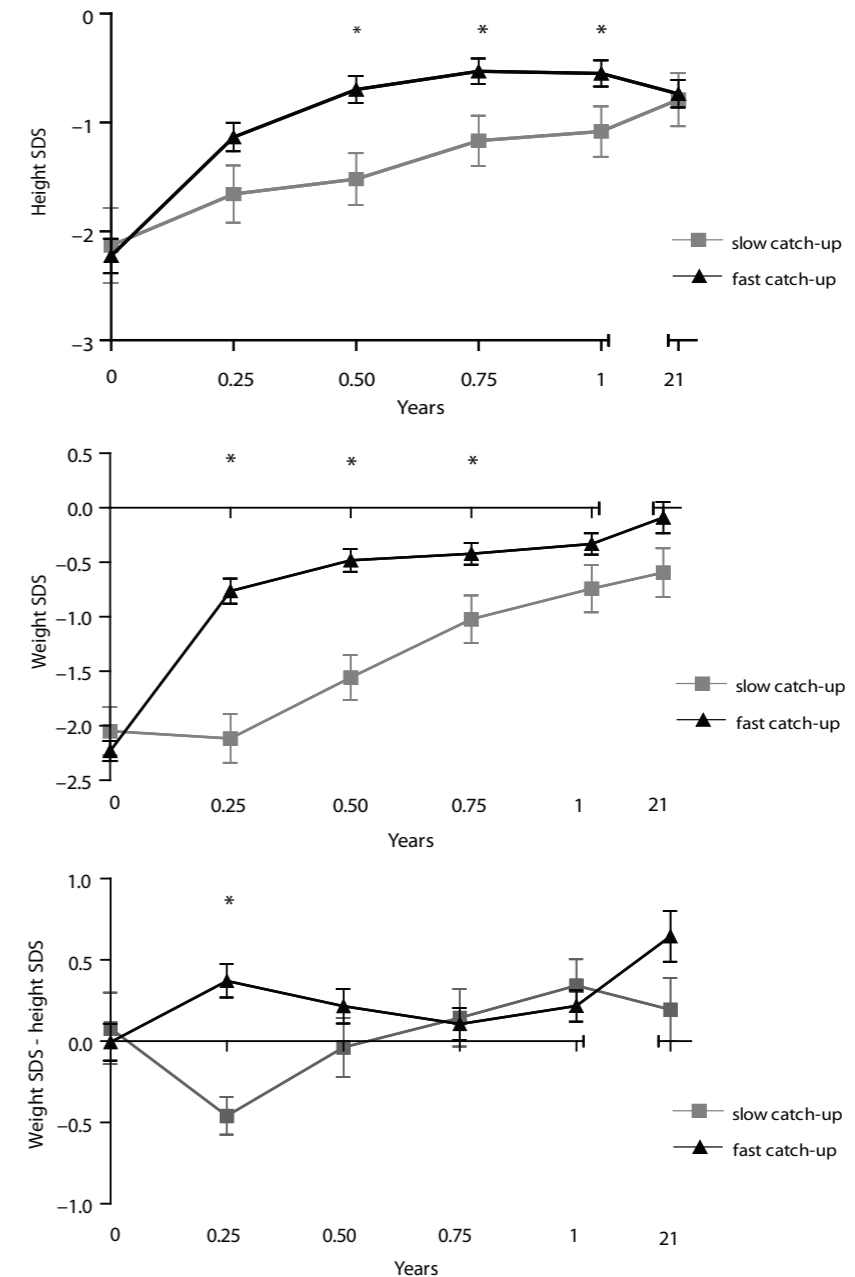 0
* * *
−1
Height SDS
−2
slow catch-up
fast catch-up
−3
0 0.25 0.50 0.75 1 21
Years
0.5
* * *
0.0
−0.5
−1.0
Weight SDS
−1.5
slow catch-up
−2.0
fast catch-up
−2.5
0 0.25 0.50 0.75 1 21
Years
1.0
*
0.5
Weight SDS - height SDS
0.0
−0.5
slow catch-up
fast catch-up
−1.0
0 0.25 0.50 0.75 1 21
Years